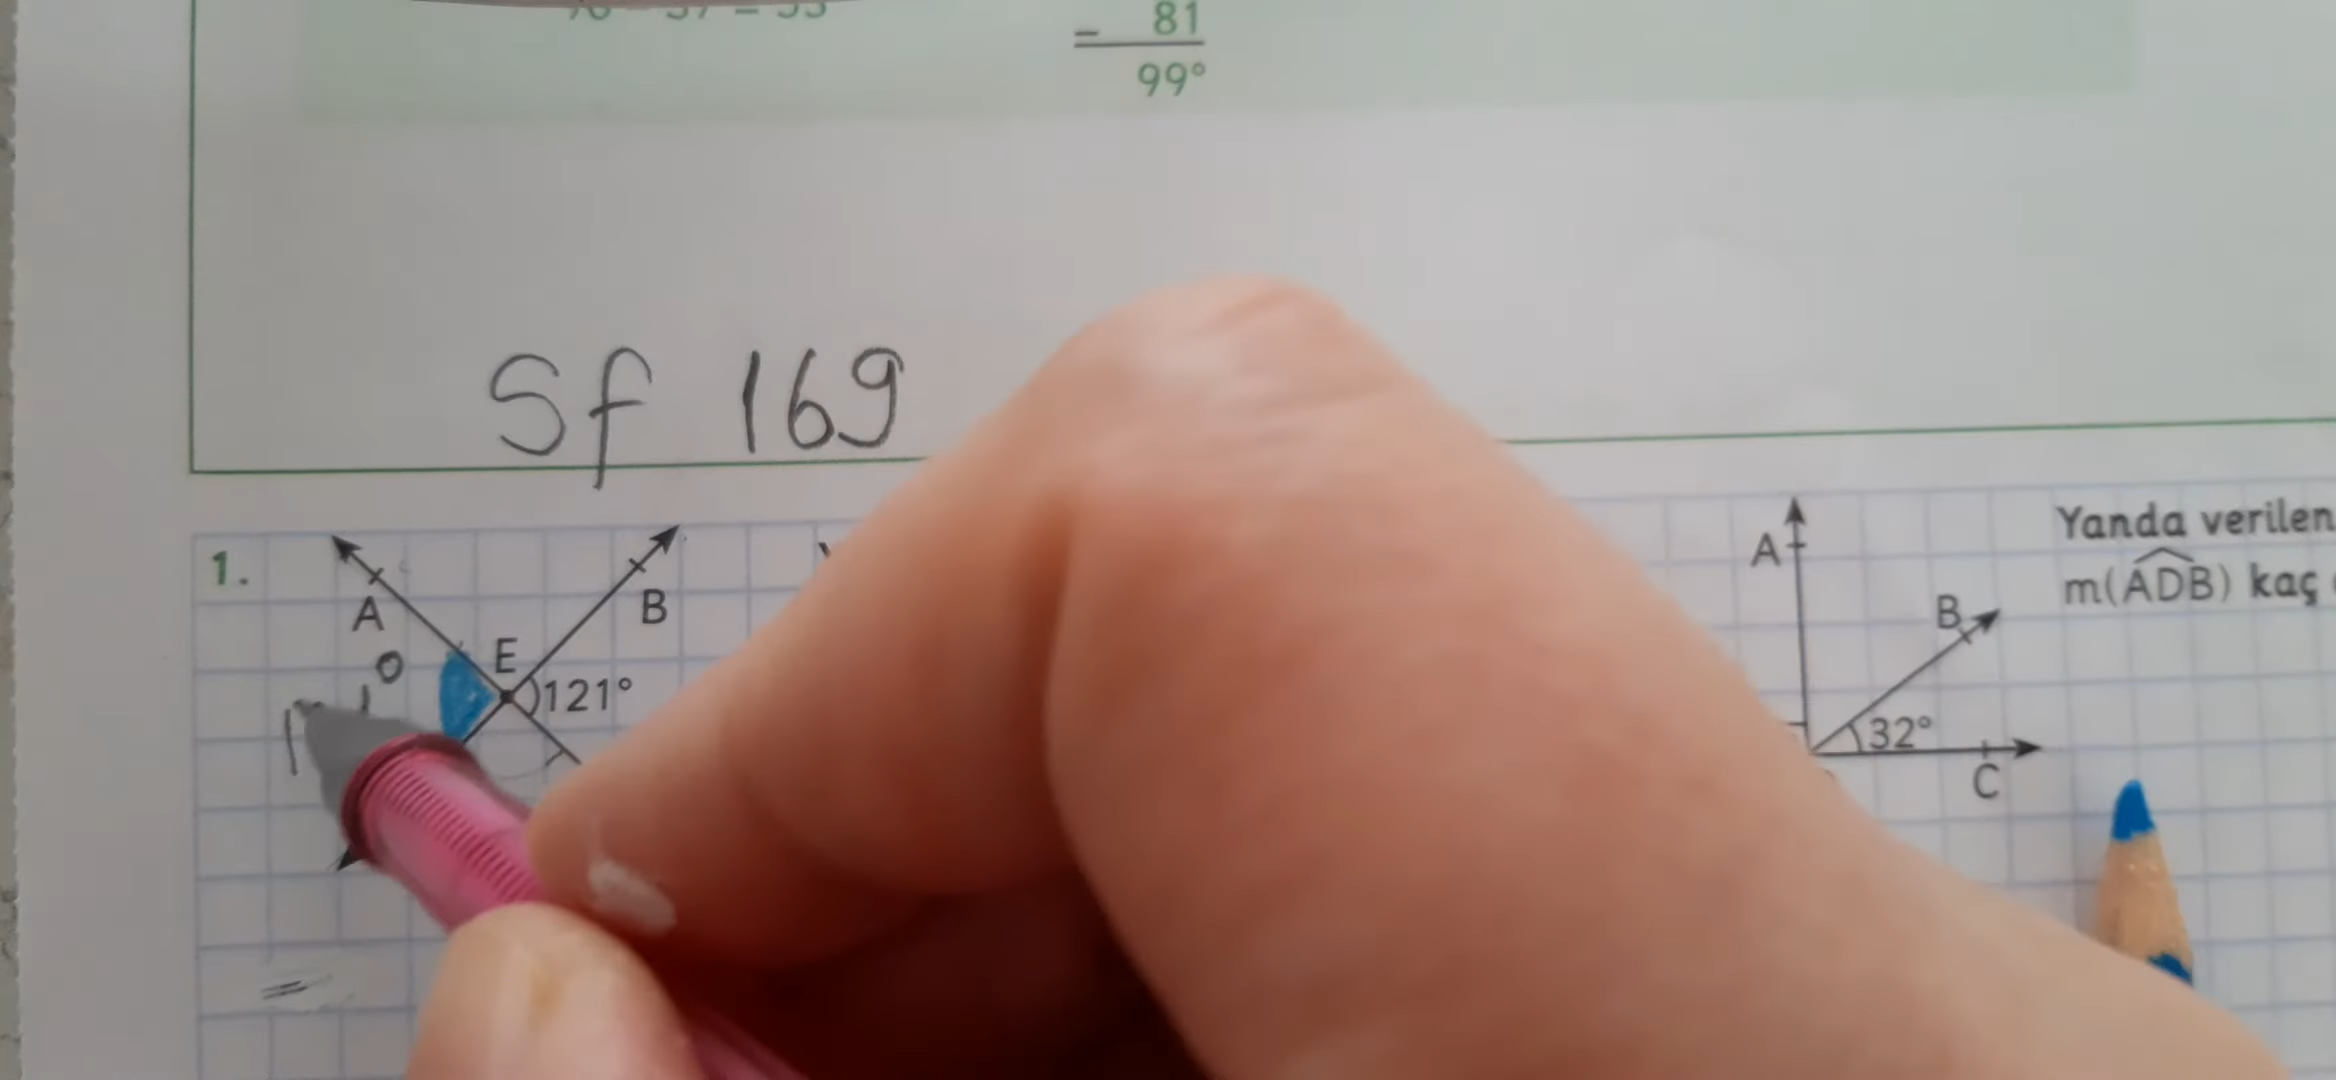 - 81
99°
Sf 169
1.
A
B
E
121°
A
B
32°
C
Yanda verilen
m(ADB) kaç